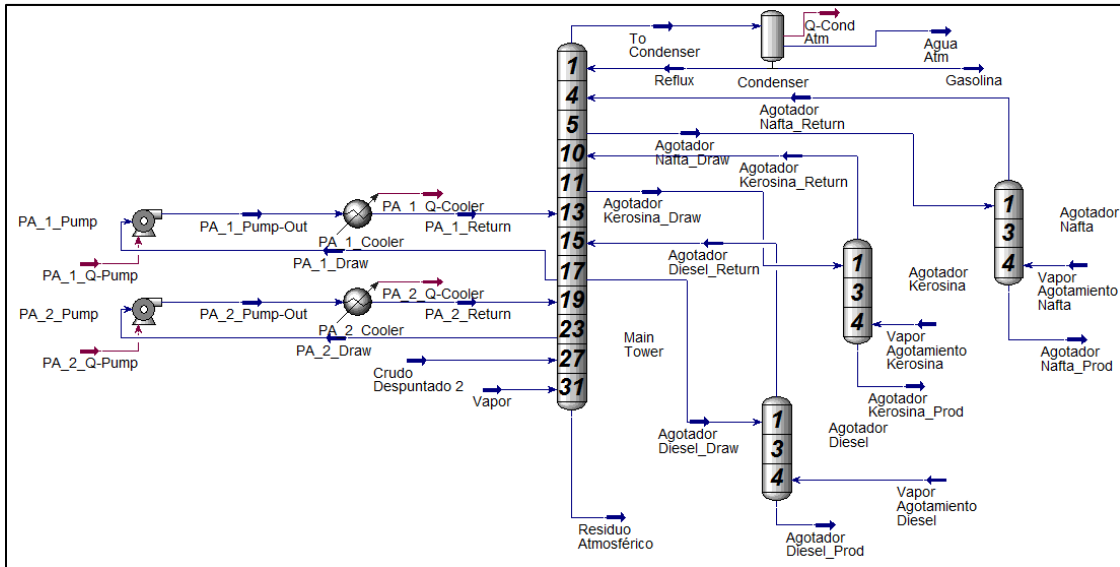 To
Condenser
Q-Cond
Atm
Agua
Atm
Reflux
Condenser
Gasolina
1
4
5
10
11
13
15
17
19
23
27
31
Main
Tower
Agotador
Nafta_Return
Agotador
Nafta_Draw
Agotador
Kerosina_Return
Agotador
Kerosina_Draw
Agotador
Diesel_Return
PA_1_Pump
PA_1_Q-Pump
PA_1_Pump-Out
PA_1_Q-Cooler
PA_1_Cooler
PA_1_Return
PA_1_Draw
PA_2_Pump
PA_2_Q-Pump
PA_2_Pump-Out
PA_2_Q-Cooler
PA_2_Cooler
PA_2_Return
PA_2_Draw
Crudo
Despuntado 2
Vapor
Residuo
Atmosférico
1
3
4
Agotador
Nafta
Vapor
Agotamiento
Nafta
Agotador
Nafta_Prod
1
3
4
Agotador
Kerosina
Vapor
Agotamiento
Kerosina
Agotador
Kerosina_Prod
Agotador
Diesel_Draw
1
3
4
Agotador
Diesel
Vapor
Agotamiento
Diesel
Agotador
Diesel_Prod